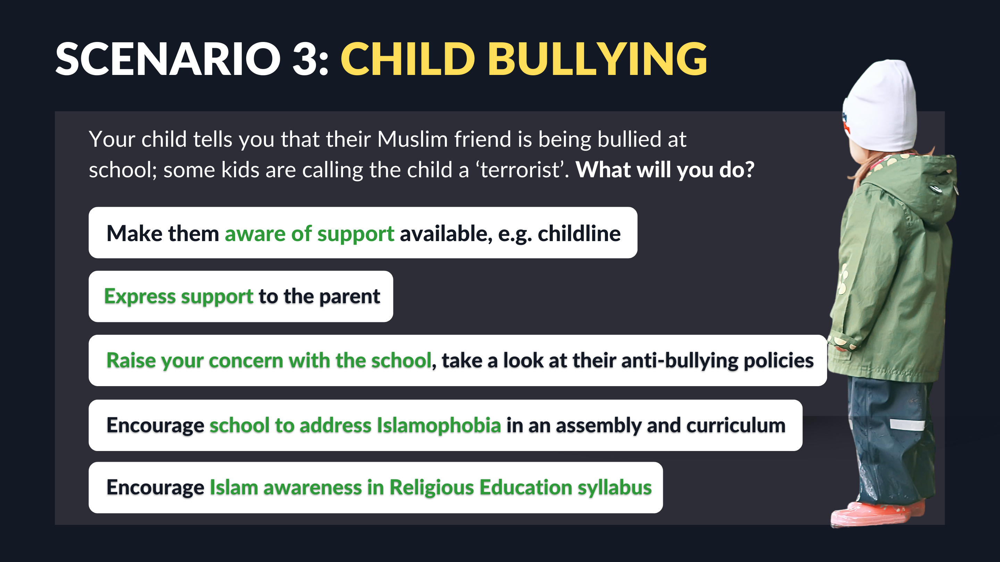 SCENARIO 3: CHILD BULLYING
Your child tells you that their Muslim friend is being bullied at
school; some kids are calling the child a ‘terrorist’. What will you do?
Make them aware of support available, e.g. childline
Express support to the parent
Raise your concern with the school, take a look at their anti-bullying policies
Encourage school to address Islamophobia in an assembly and curriculum
Encourage Islam awareness in Religious Education syllabus